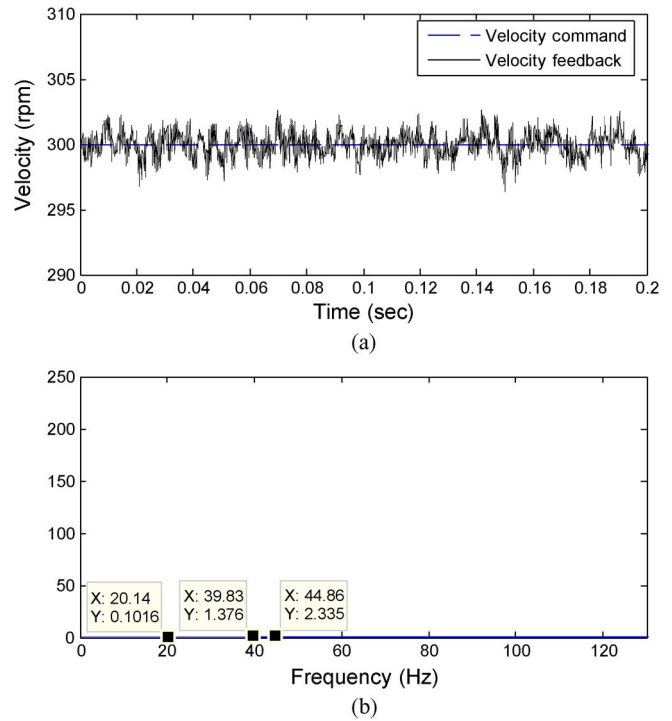 310
305
300
295
290
Velocity (rpm)
Velocity command
Velocity feedback
0 0.02 0.04 0.06 0.08 0.1 0.12 0.14 0.16 0.18 0.2
Time (sec)
(a)
250
200
150
100
50
0
X: 20.14
Y: 0.1016
X: 39.83
Y: 1.376
X: 44.86
Y: 2.335
0 20 40 60 80 100 120
Frequency (Hz)
(b)